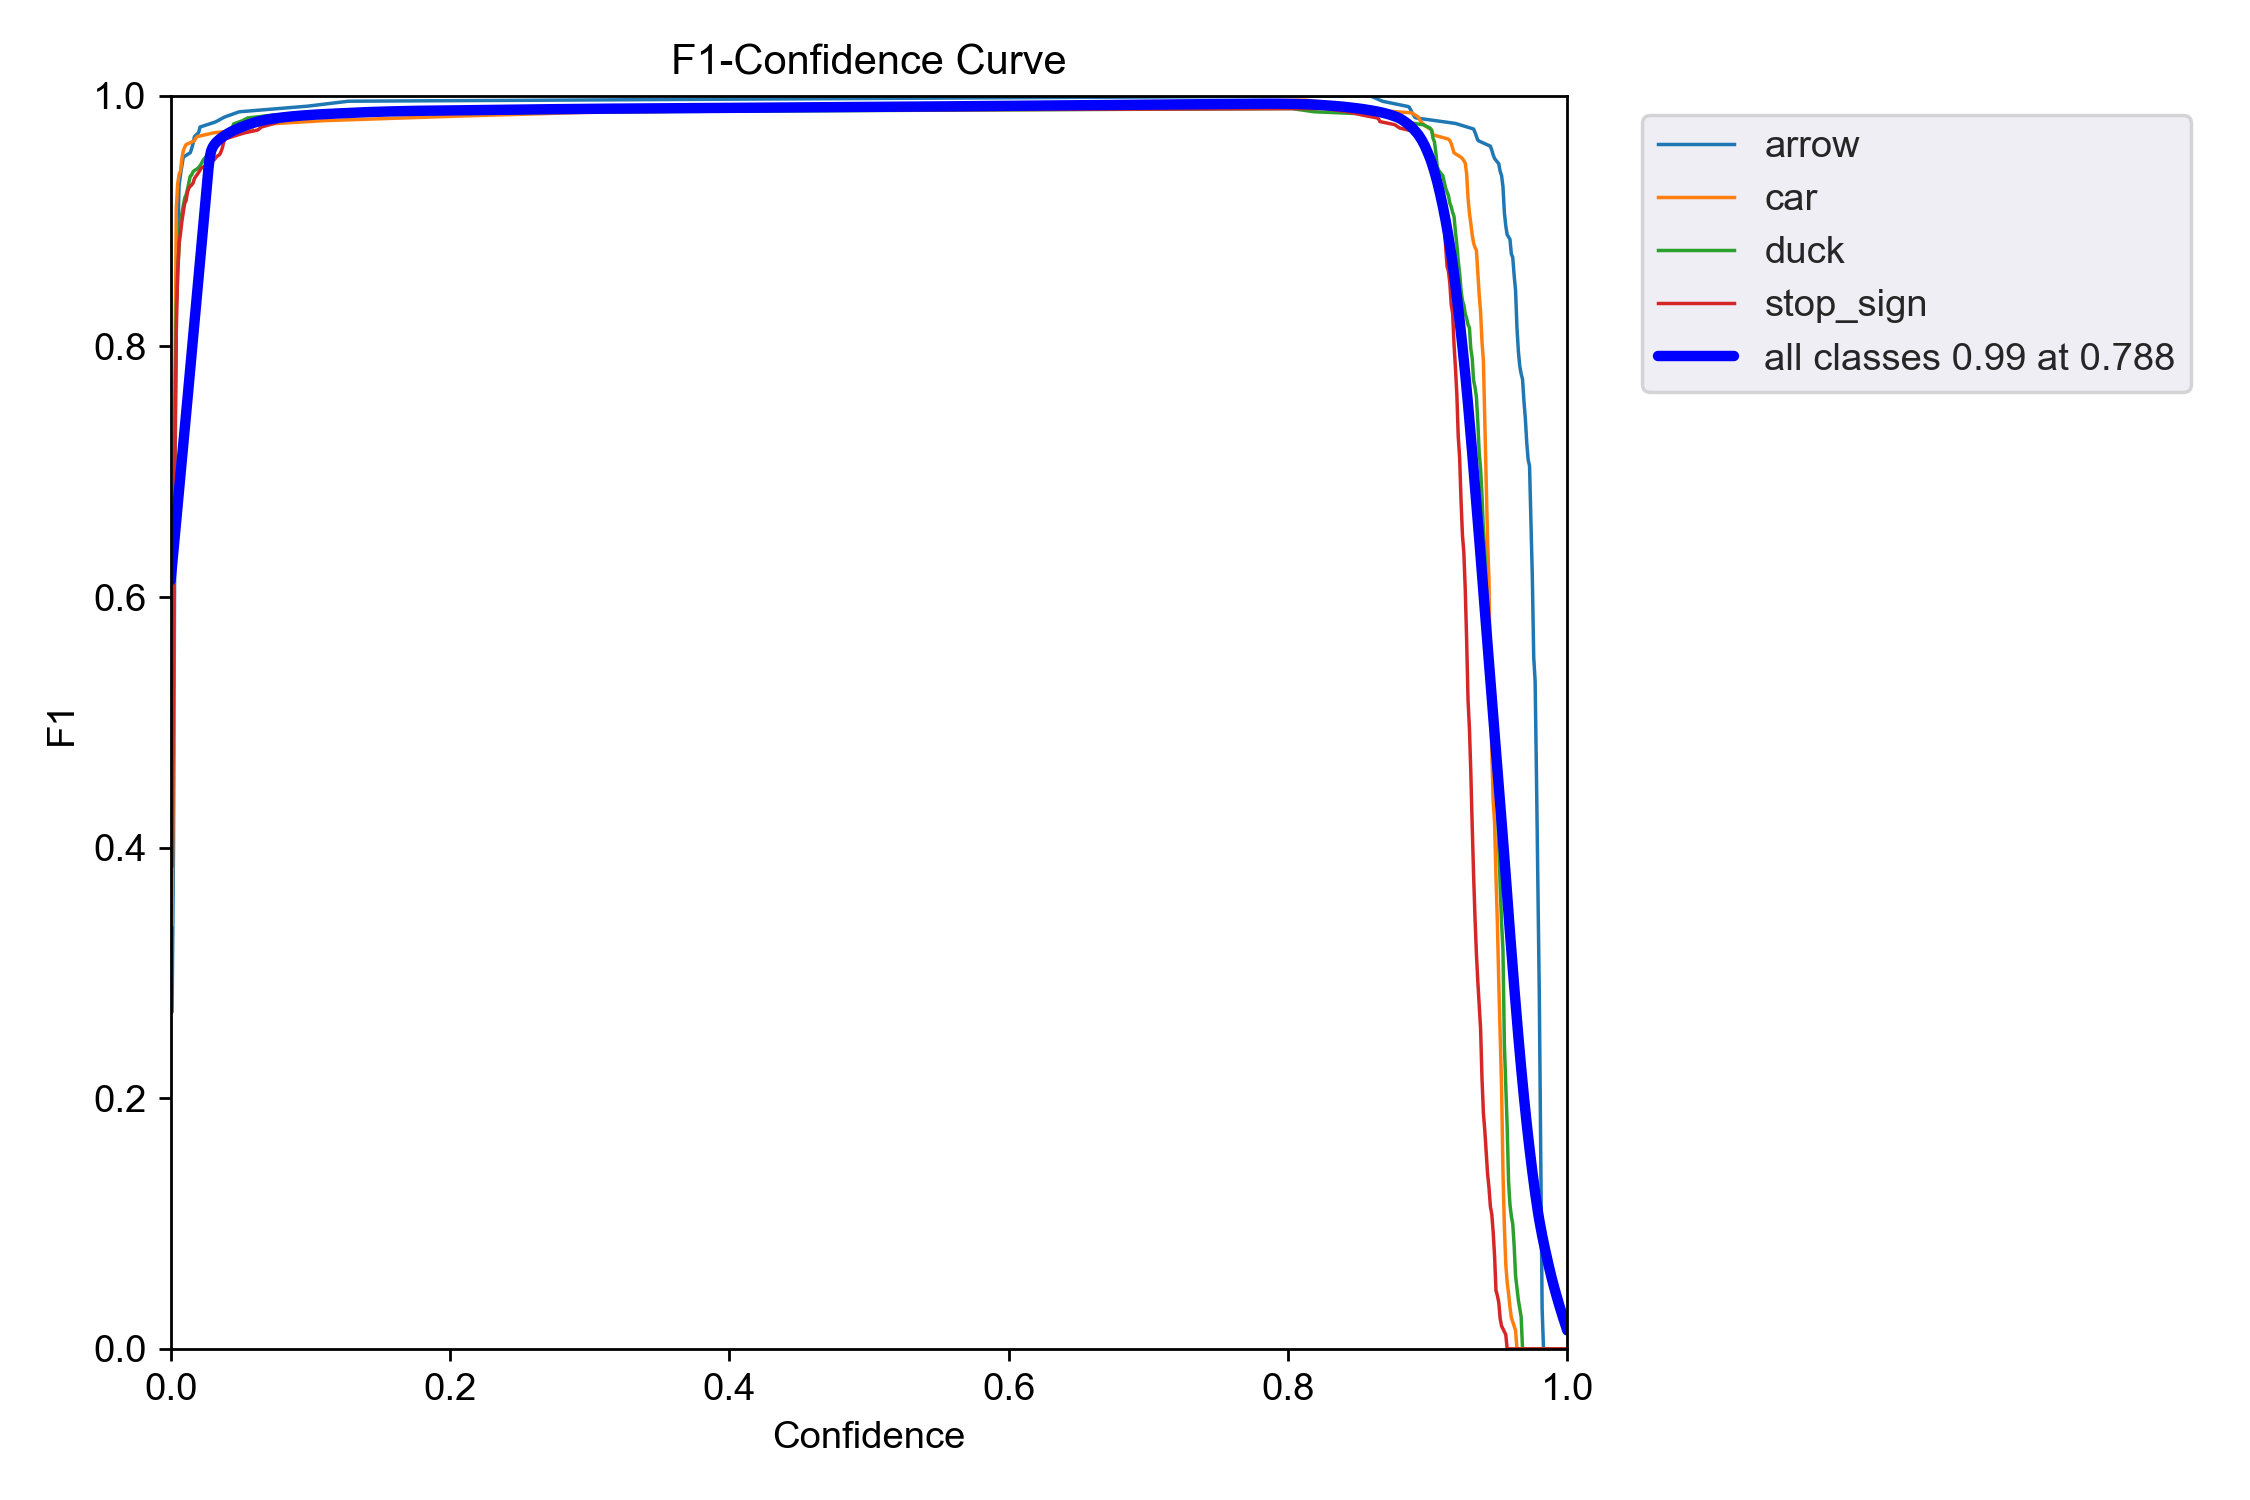 F1-Confidence Curve
1.0
0.8
0.6
0.4
0.2
0.0
F1
0.0 0.2 0.4 0.6 0.8 1.0
Confidence
arrow
car
duck
stop_sign
all classes 0.99 at 0.788